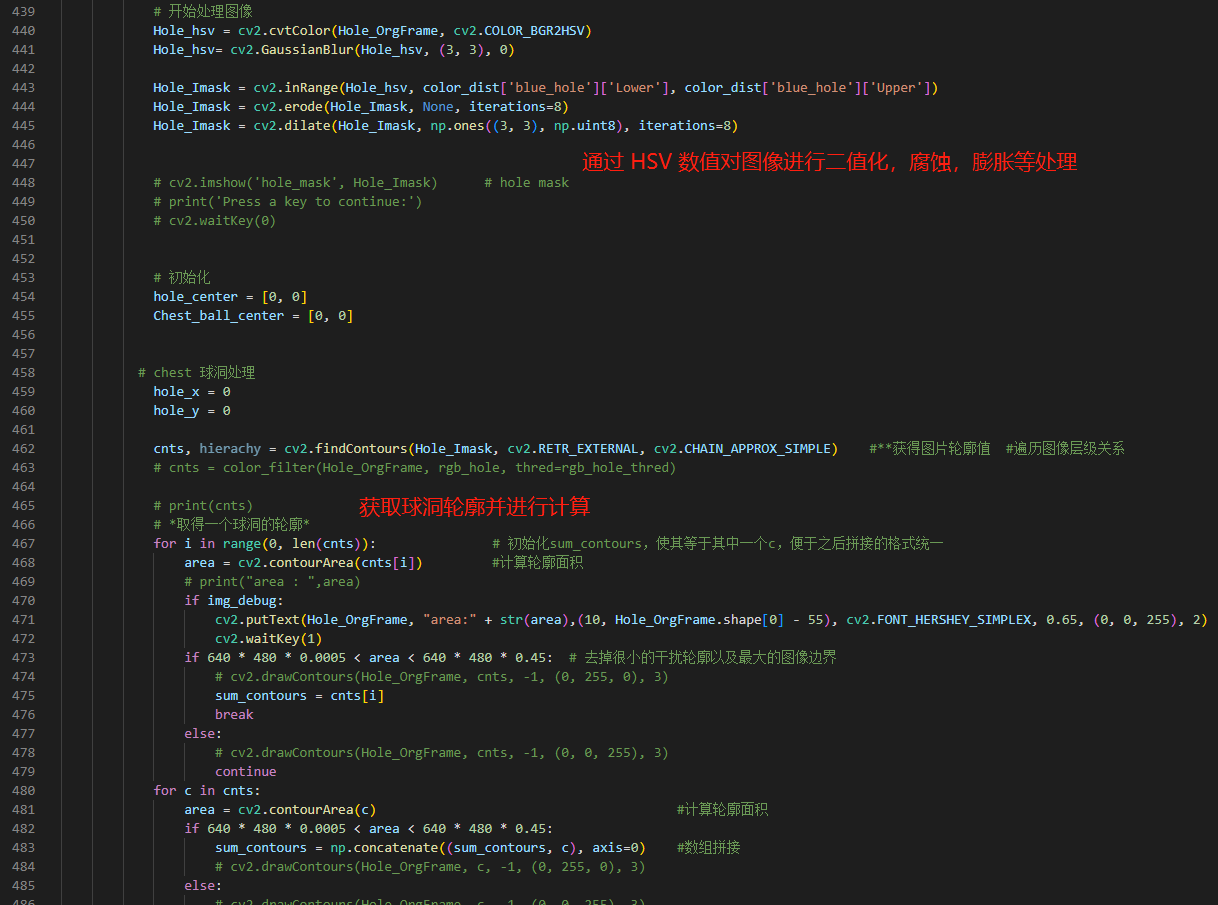 439 # 开始处理图像
440 Hole_hsv = cv2.cvtColor(Hole_OrgFrame, cv2.COLOR_BGR2HSV)
441 Hole_hsv= cv2.GaussianBlur(Hole_hsv, (3, 3), 0)
442
443 Hole_Imask = cv2.inRange(Hole_hsv, color_dist['blue_hole']['Lower'], color_dist['blue_hole']['Upper'])
444 Hole_Imask = cv2.erode(Hole_Imask, None, iterations=8)
445 Hole_Imask = cv2.dilate(Hole_Imask, np.ones((3, 3), np.uint8), iterations=8)
446
447 通过 HSV 数值对图像进行二值化，腐蚀，膨胀等处理
448 # cv2.imshow('hole_mask', Hole_Imask) # hole mask
449 # print('Press a key to continue:')
450 # cv2.waitKey(0)
451
452
453 # 初始化
454 hole_center = [0, 0]
455 Chest_ball_center = [0, 0]
456
457
458 # chest 球洞处理
459 hole_x = 0
460 hole_y = 0
461
462 cnts, hierachy = cv2.findContours(Hole_Imask, cv2.RETR_EXTERNAL, cv2.CHAIN_APPROX_SIMPLE) #**获得图片轮廓值 #遍历图像层级关系
463 # cnts = color_filter(Hole_OrgFrame, rgb_hole, thred=rgb_hole_thred)
464
465 # print(cnts) 获取球洞轮廓并进行计算
466 # *取得一个球洞的轮廓*
467 for i in range(0, len(cnts)): # 初始化sum_contours，使其等于其中一个c，便于之后拼接的格式统一
468 area = cv2.contourArea(cnts[i]) #计算轮廓面积
469 # print("area : ",area)
470 if img_debug:
471 cv2.putText(Hole_OrgFrame, "area:" + str(area),(10, Hole_OrgFrame.shape[0] - 55), cv2.FONT_HERSHEY_SIMPLEX, 0.65, (0, 0, 255), 2)
472 cv2.waitKey(1)
473 if 640 * 480 * 0.0005 < area < 640 * 480 * 0.45: # 去掉很小的干扰轮廓以及最大的图像边界
474 # cv2.drawContours(Hole_OrgFrame, cnts, -1, (0, 255, 0), 3)
475 sum_contours = cnts[i]
476 break
477 else:
478 # cv2.drawContours(Hole_OrgFrame, cnts, -1, (0, 0, 255), 3)
479 continue
480 for c in cnts:
481 area = cv2.contourArea(c) #计算轮廓面积
482 if 640 * 480 * 0.0005 < area < 640 * 480 * 0.45:
483 sum_contours = np.concatenate((sum_contours, c), axis=0) #数组拼接
484 # cv2.drawContours(Hole_OrgFrame, c, -1, (0, 255, 0), 3)
485 else:
486 # cv2.drawContours(Hole_OrgFrame, c, -1, (0, 0, 255), 3)